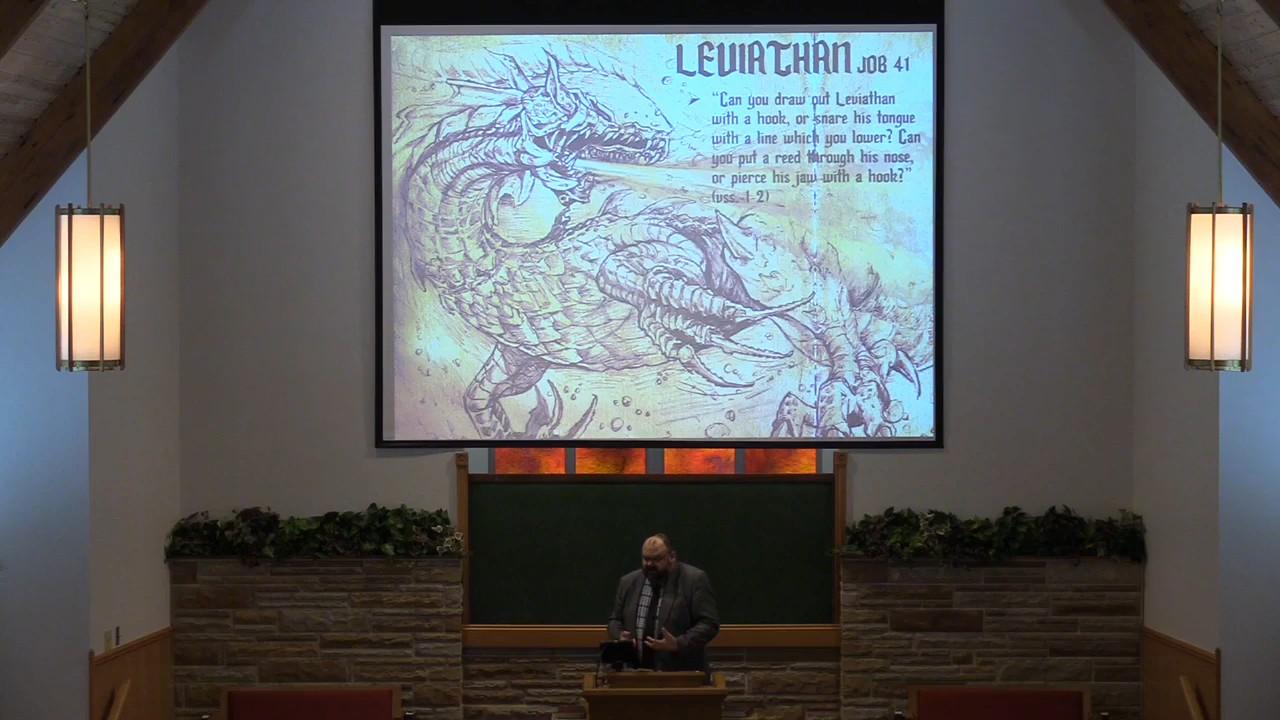 LEVIATHAN JOB 41
“Can you draw out Leviathan
with a hook, or snare his tongue
with a line which you lower? Can
you put a reed through his nose,
or pierce his jaw with a hook?”
(vss. 1-2)